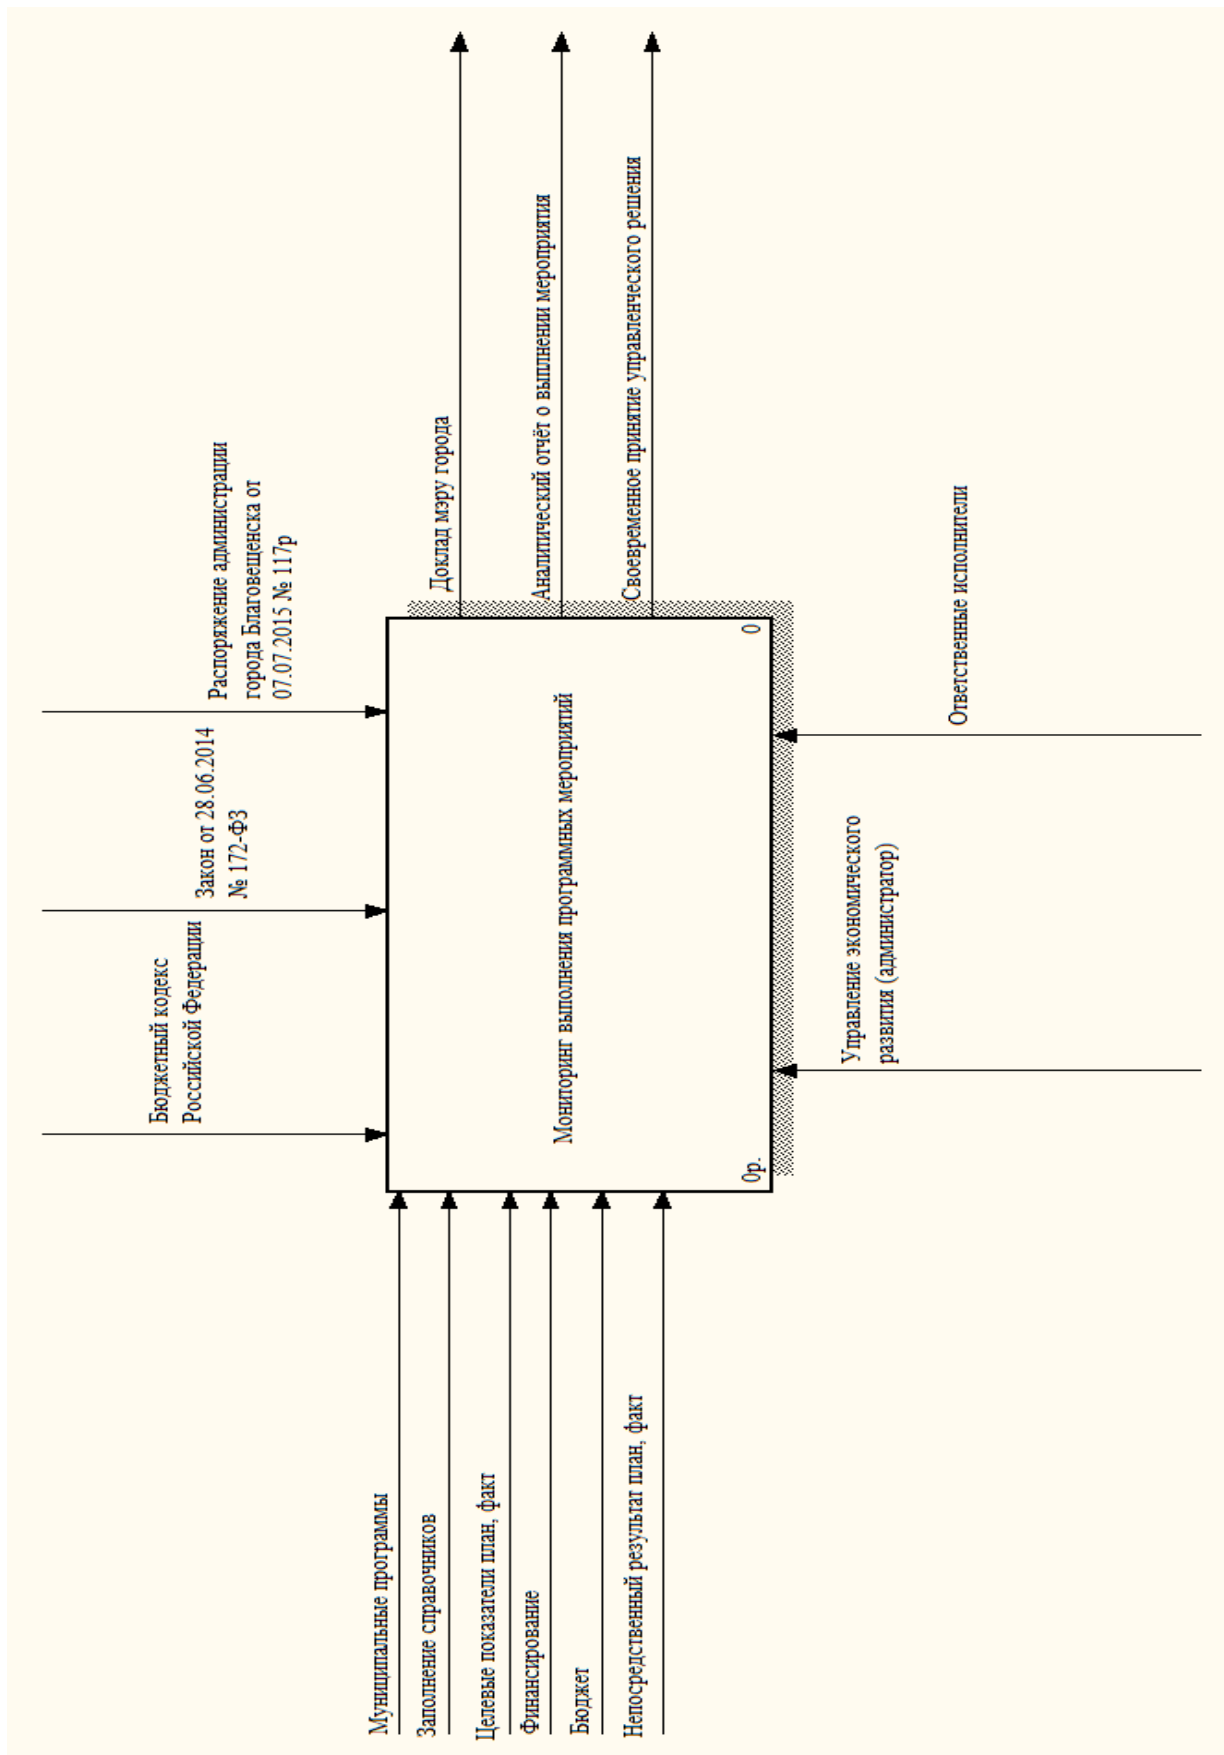 Бюджетный кодекс
Российской Федерации
Закон от 28.06.2014
№ 172-ФЗ
Распоряжение администрации
города Благовещенска от
07.07.2015 № 117р
Муниципальные программы
Заполнение справочников
Целевые показатели план, факт
Финансирование
Бюджет
Непосредственный результат план, факт
Мониторинг выполнения программных мероприятий
0р.
0
Доклад мэру города
Аналитический отчёт о выплнении мероприятия
Своевременное принятие управленческого решения
Управление экономического
развития (администратор)
Ответственные исполнители